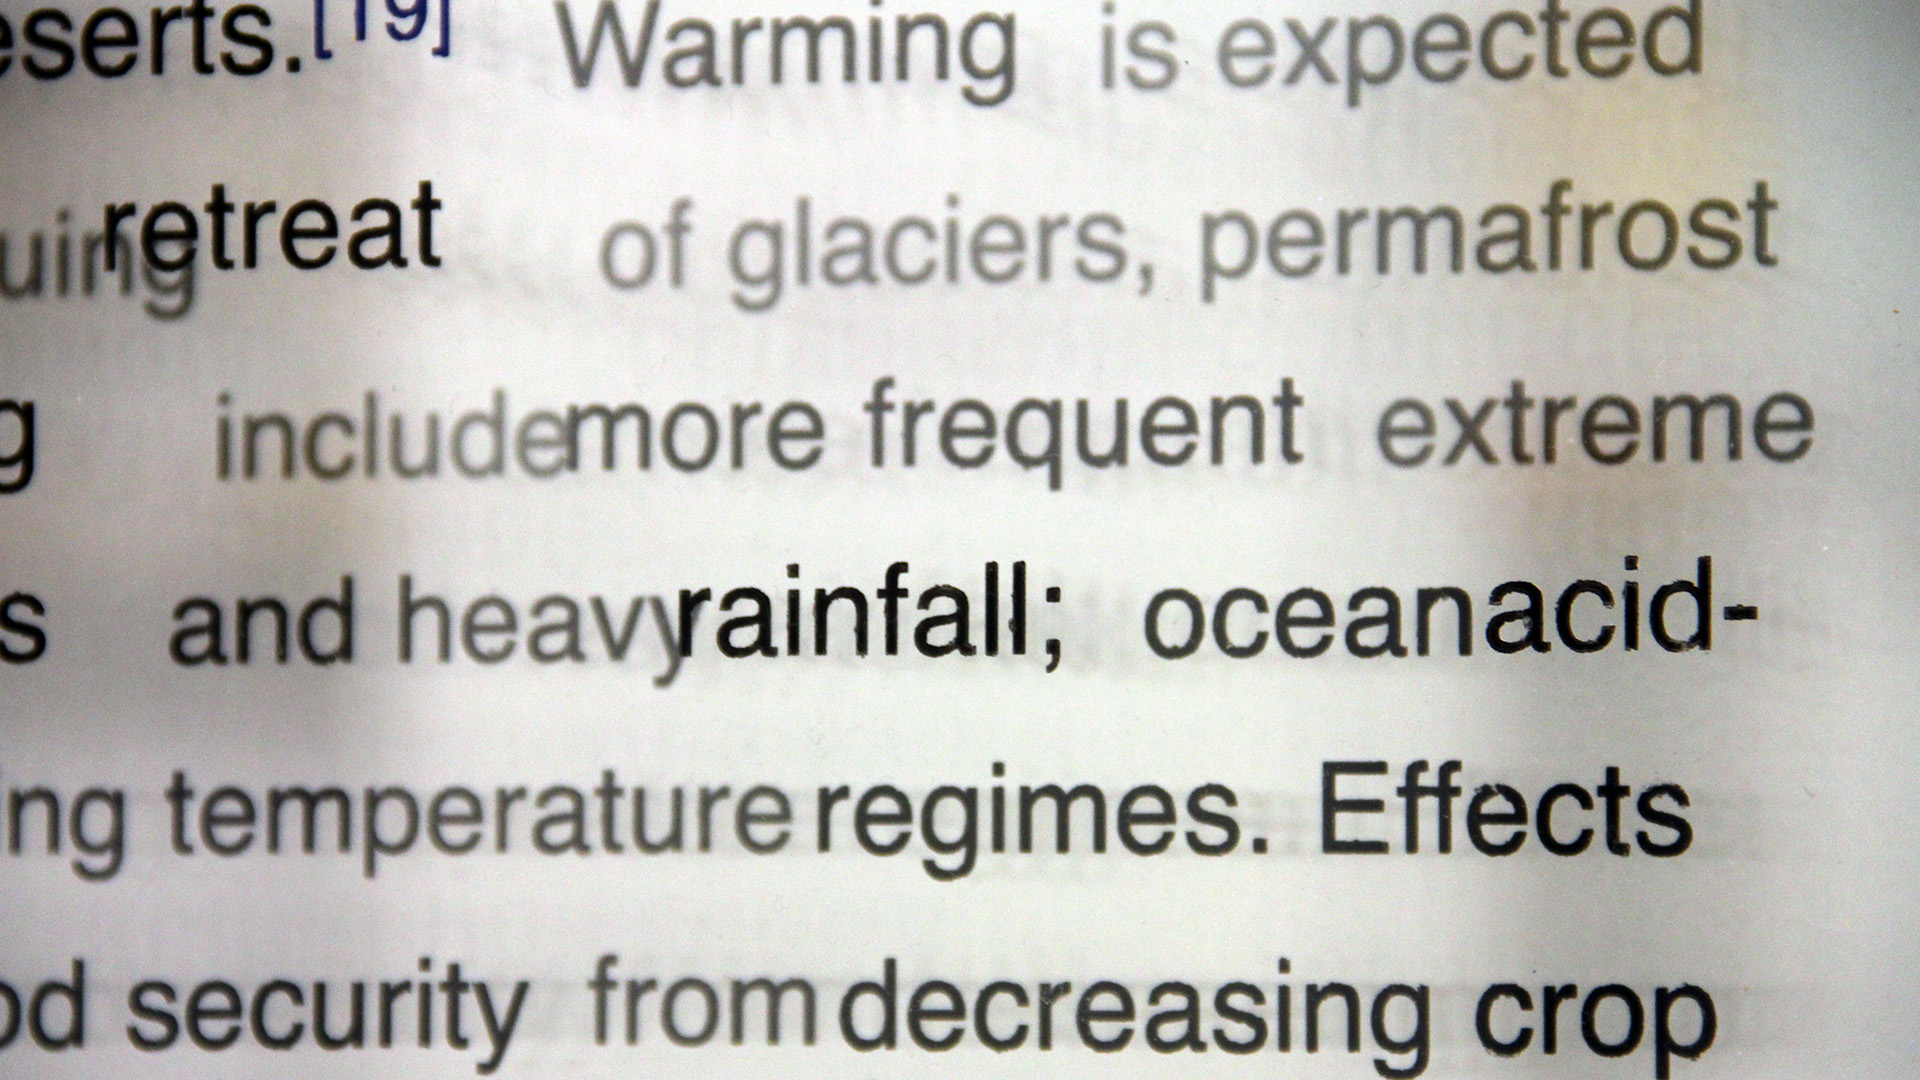 eserts.[19] Warming is expected
uing retreat of glaciers, permafrost
g include more frequent extreme
s and heavy rainfall; ocean acid-
ing temperature regimes. Effects
od security from decreasing crop